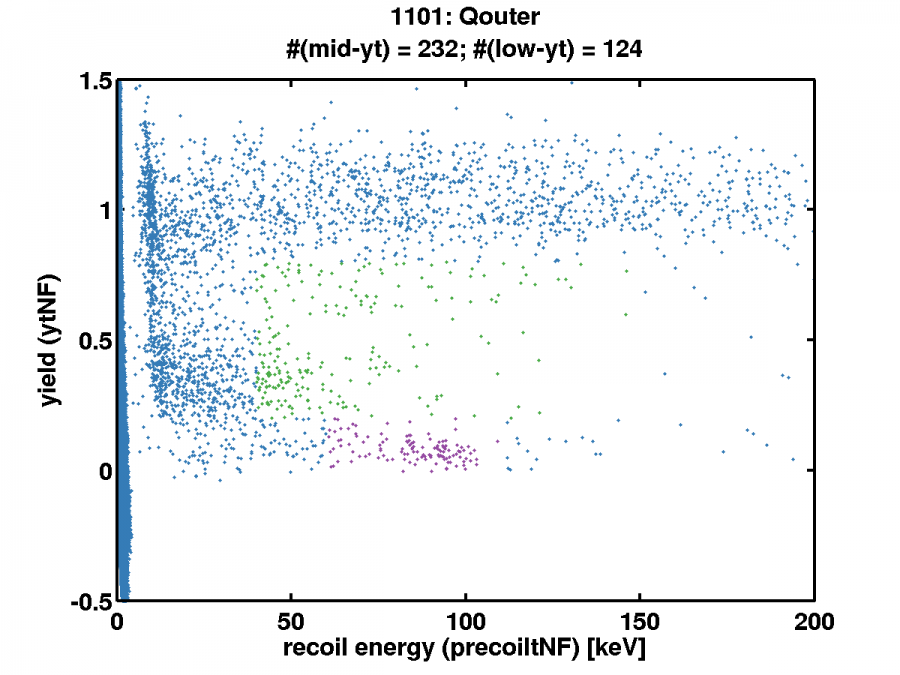 1101: Qouter
#(mid-yt) = 232; #(low-yt) = 124
1.5
1
0.5
0
-0.5
yield (ytNF)
0 50 100 150 200
recoil energy (precoiltNF) [keV]